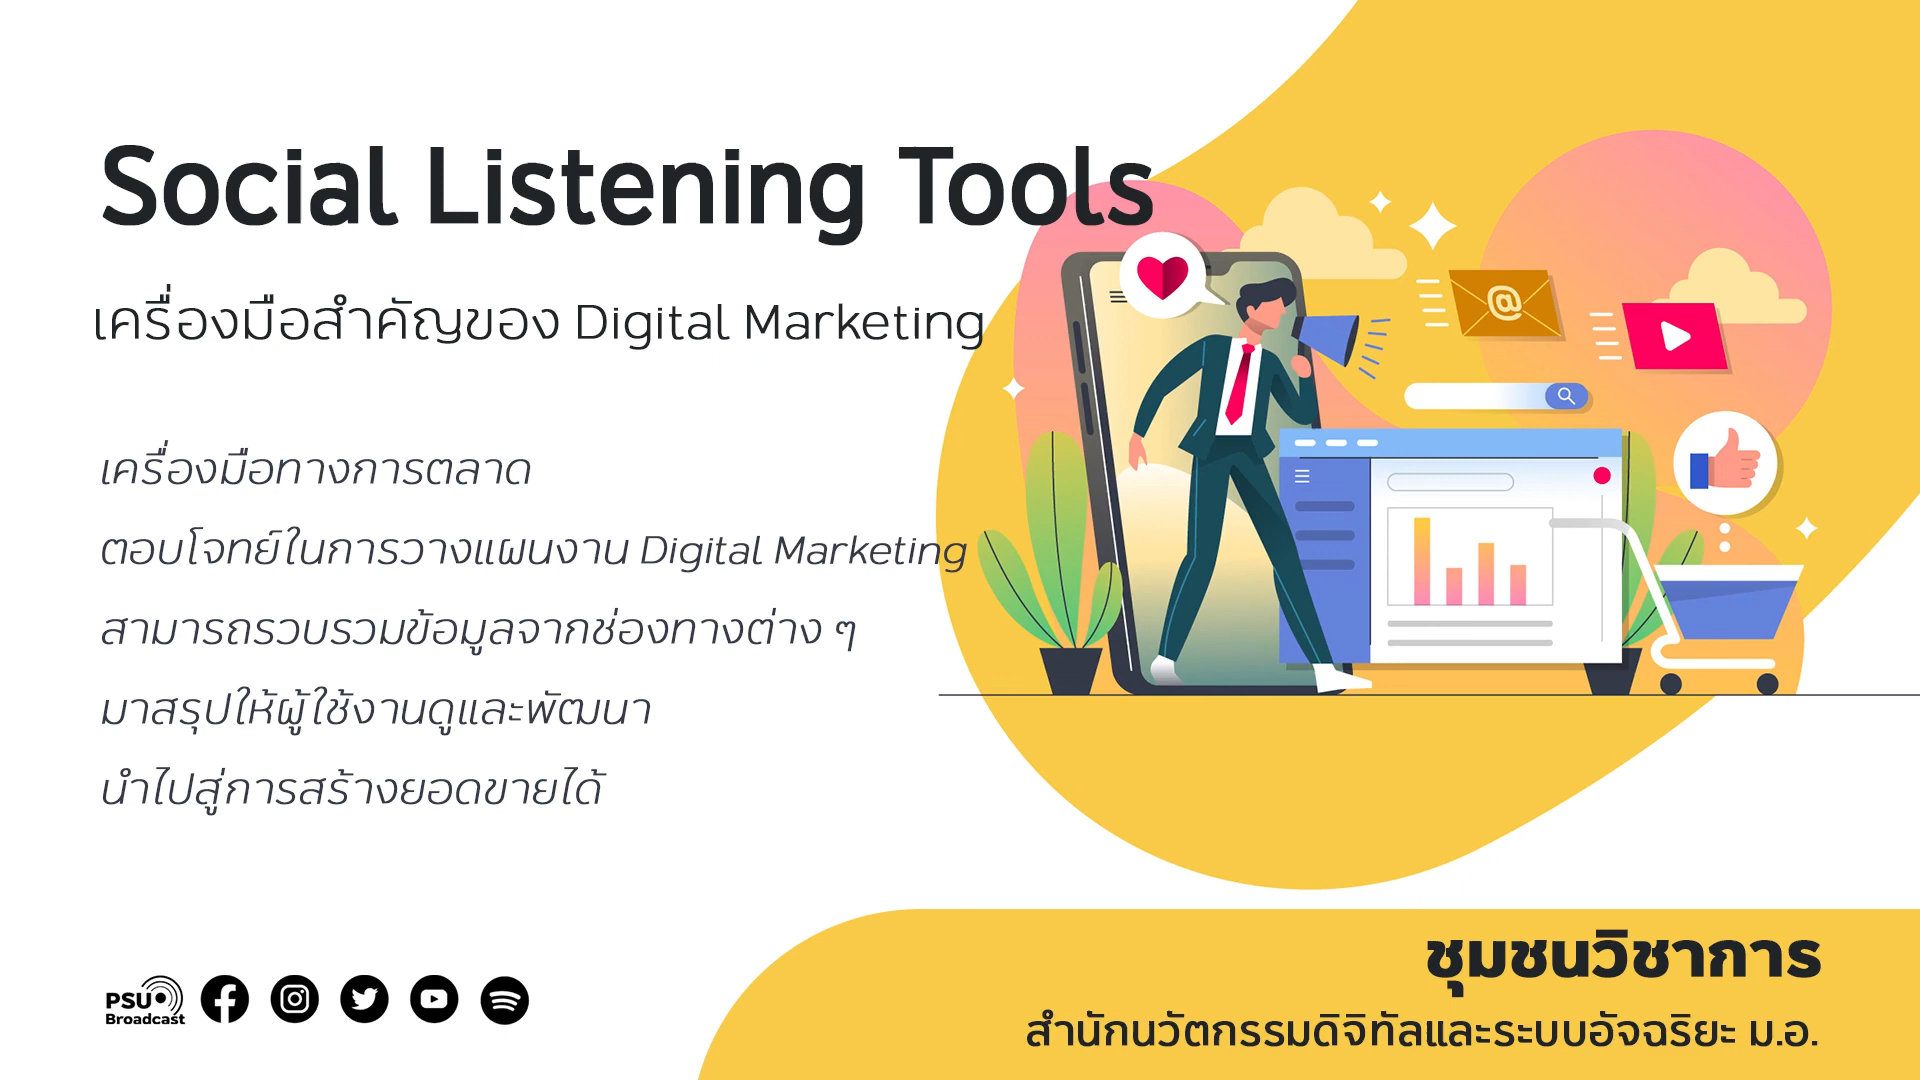 Social Listening Tools
เครื่องมือสำคัญของ Digital Marketing
เครื่องมือทางการตลาด
ตอบโจทย์ในการวางแผนงาน Digital Marketing
สามารถรวบรวมข้อมูลจากช่องทางต่าง ๆ
มาสรุปให้ผู้ใช้งานดูและพัฒนา
นำไปสู่การสร้างยอดขายได้
@
PSU
Broadcast
ชุมชนวิชาการ
สำนักนวัตกรรมดิจิทัลและระบบอัจฉริยะ ม.อ.